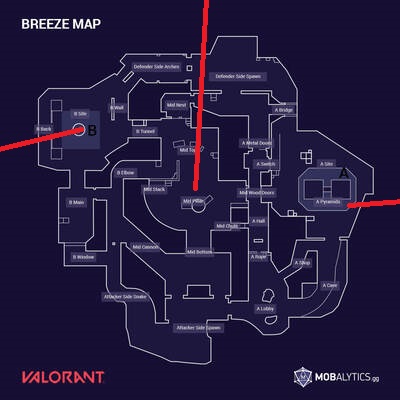 BREEZE MAP
Defender Side Arches
Defender Side Spawn
B Wall
Mid Nest
A Bridge
B Site
B Back
B
B Tunnel
A Metal Doors
Mid Top
A Switch
A Site
B Elbow
A
Mid Stack
Mid Wood Doors
B Main
Mid Pillar
A Pyramids
A Hall
Mid Chute
Mid Cannon
Mid Bottom
B Window
A Rope
A Shop
A Cave
Attacker Side Snake
A Lobby
Attacker Side Spawn
VALORANT
MOBALYTICS.gg